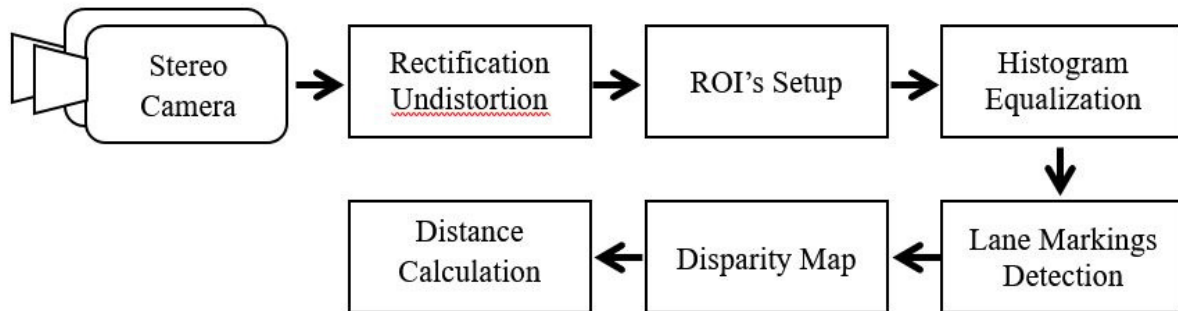 Stereo
Camera
Rectification
Undistortion
ROI's Setup
Histogram
Equalization
Distance
Calculation
Disparity Map
Lane Markings
Detection